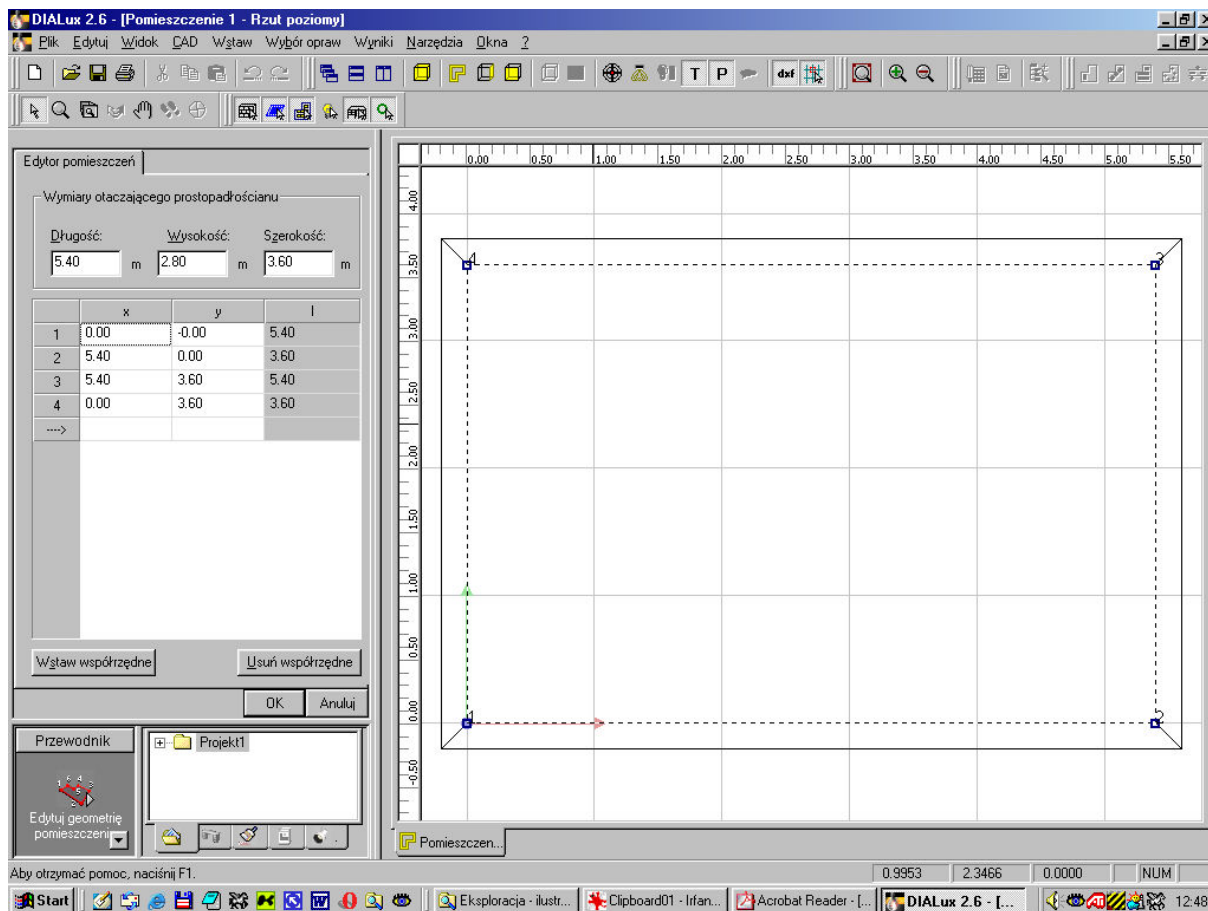 DIALux 2.6 - [Pomieszczenie 1 - Rzut poziomy]
Plik Edytuj Widok CAD Wstaw Wybór opraw Wyniki Narzędzia Okna ?
T P dxf
Edytor pomieszczeń
Wymiary otaczającego prostopadłościanu
Długość: Wysokość: Szerokość:
5.40 m 2.80 m 3.60 m
x y l
1 0.00 -0.00 5.40
2 5.40 0.00 3.60
3 5.40 3.60 5.40
4 0.00 3.60 3.60
---->
Wstaw współrzędne Usuń współrzędne
OK Anuluj
Przewodnik
Edytuj geometrię
pomieszczeni
Projekt1
0.00 0.50 1.00 1.50 2.00 2.50 3.00 3.50 4.00 4.50 5.00 5.50
4.00
3.50
3.00
2.50
2.00
1.50
1.00
0.50
0.00
-0.50
4 3
1 2
Pomieszczen...
Aby otrzymać pomoc, naciśnij F1.
0.9953 2.3466 0.0000 NUM
Start Eksploracja - ilustr... Clipboard01 - Irfan... Acrobat Reader - [... DIALux 2.6 - [... 12:48